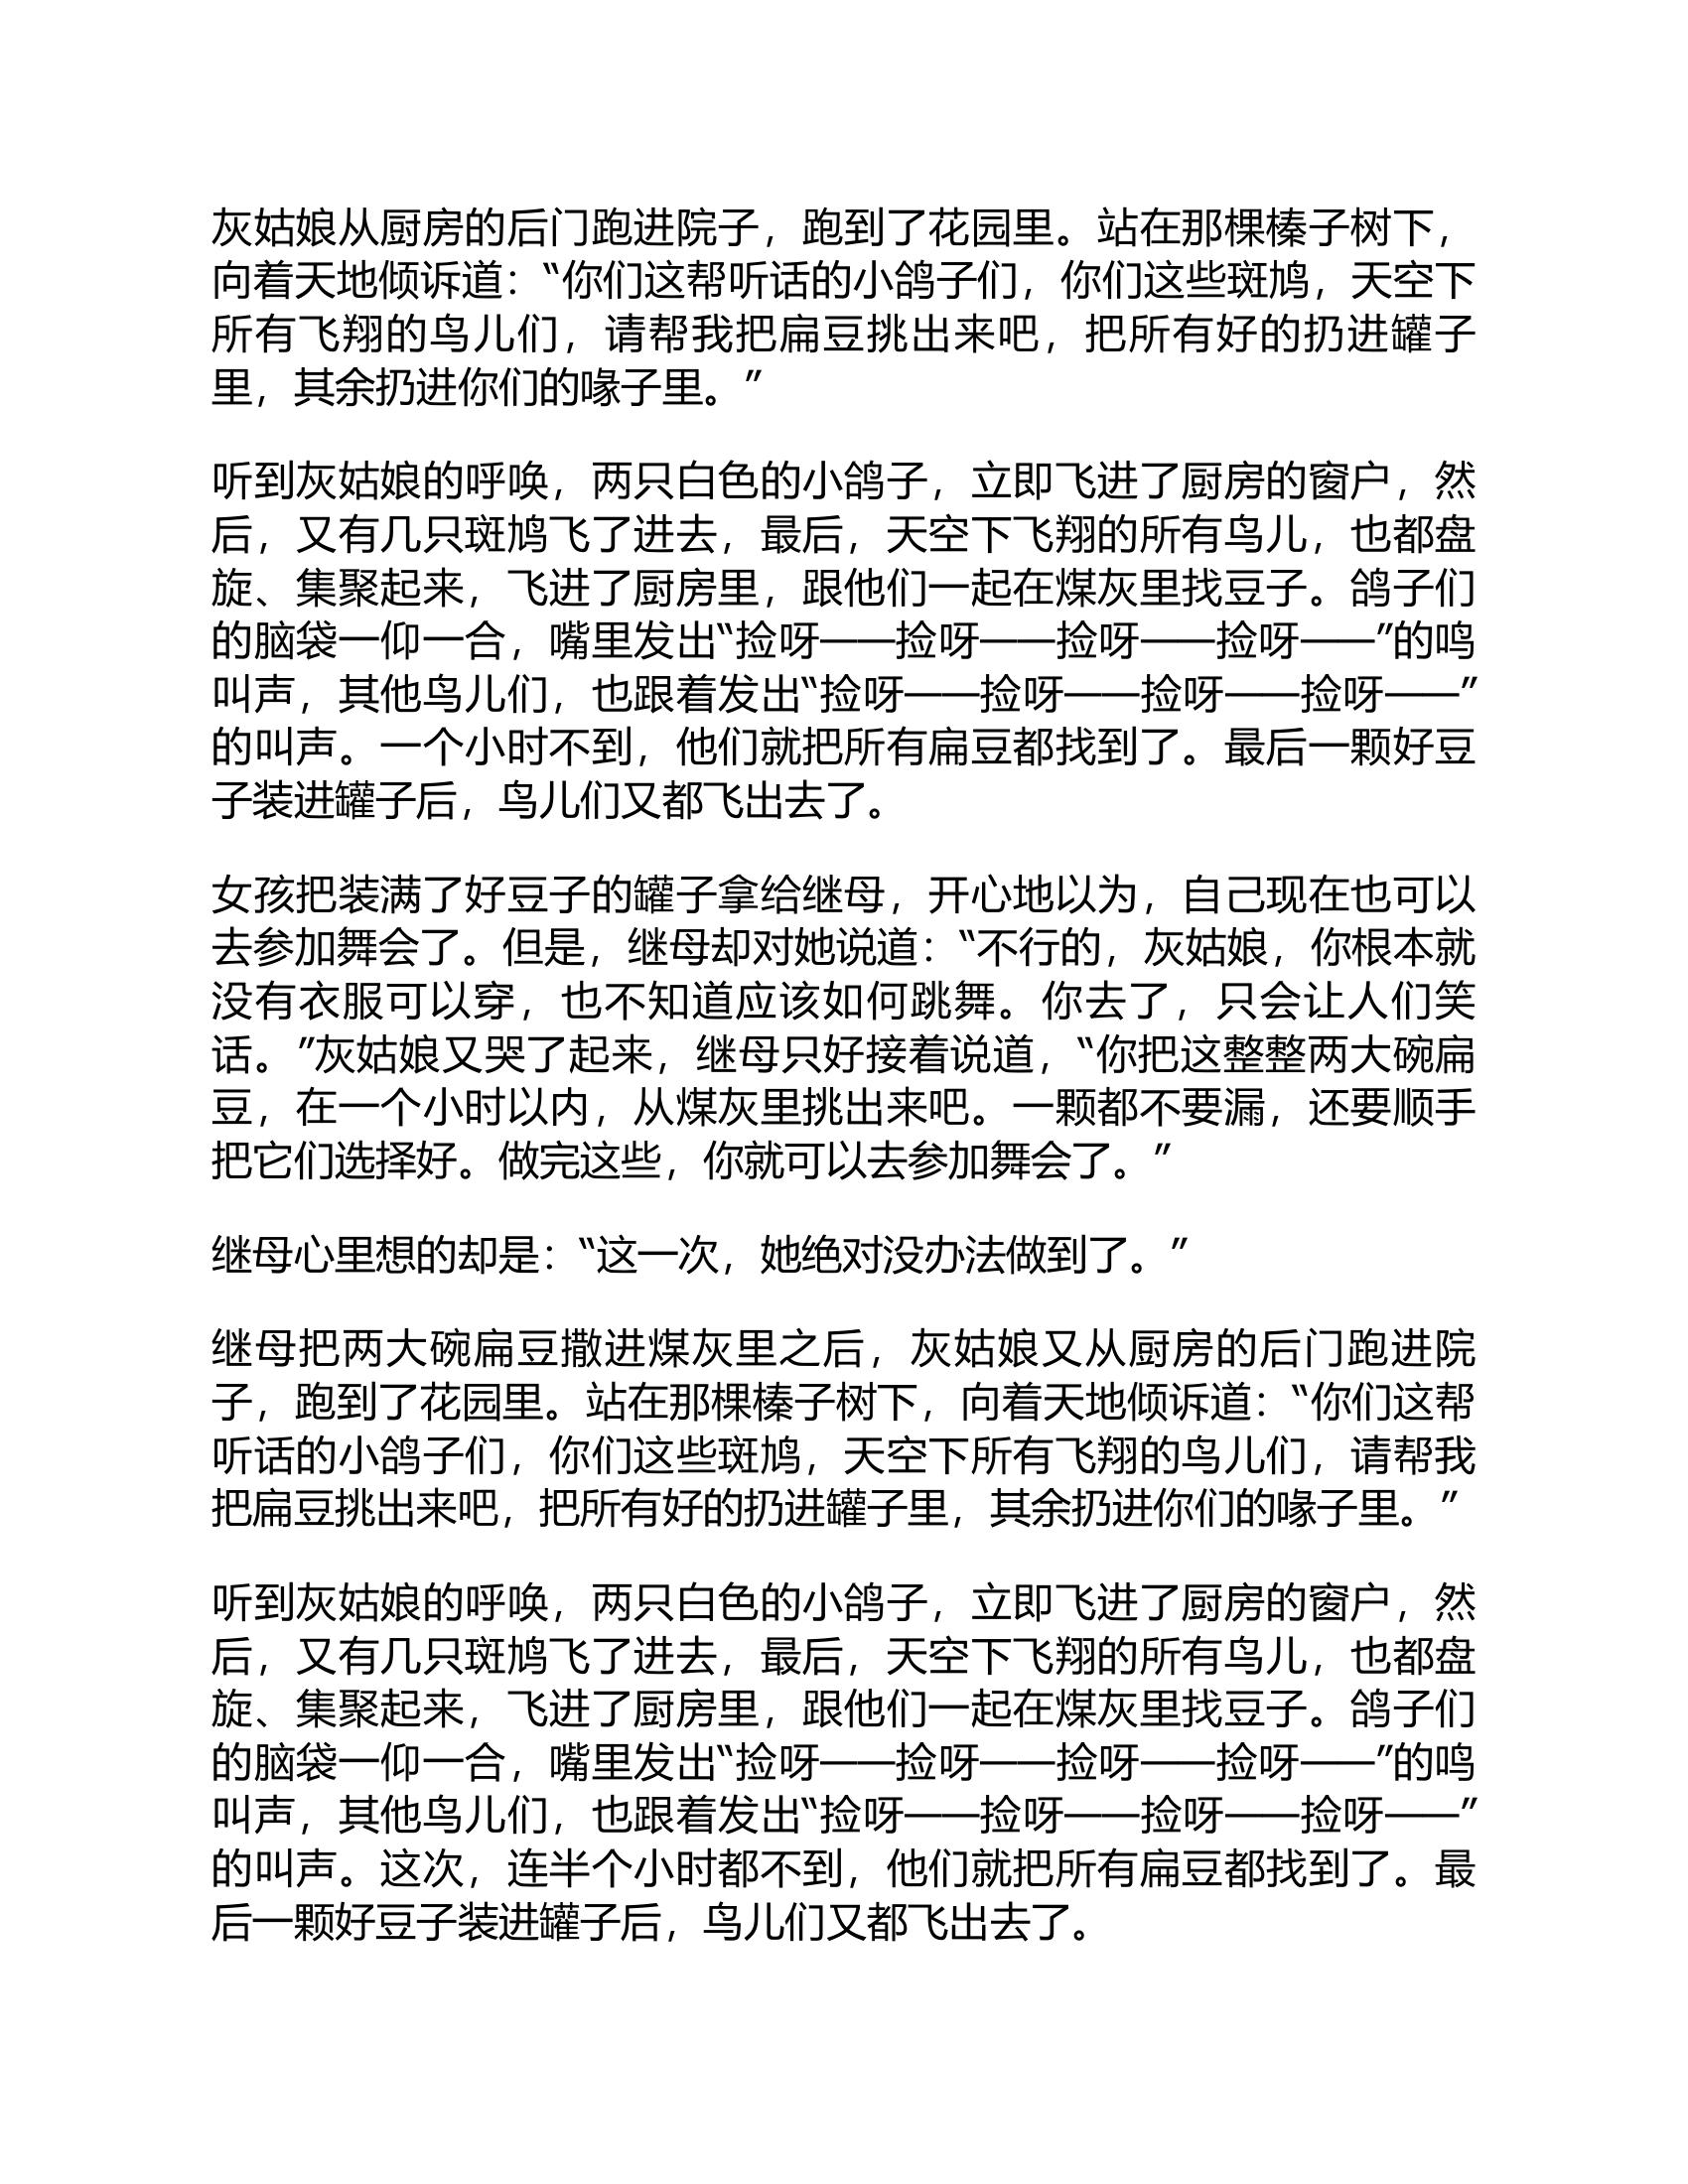 灰姑娘从厨房的后门跑进院子，跑到了花园里。站在那棵榛子树下，
向着天地倾诉道：“你们这帮听话的小鸽子们，你们这些斑鸠，天空下
所有飞翔的鸟儿们，请帮我把扁豆挑出来吧，把所有好的扔进罐子
里，其余扔进你们的喙子里。”
听到灰姑娘的呼唤，两只白色的小鸽子，立即飞进了厨房的窗户，然
后，又有几只斑鸠飞了进去，最后，天空下飞翔的所有鸟儿，也都盘
旋、集聚起来，飞进了厨房里，跟他们一起在煤灰里找豆子。鸽子们
的脑袋一仰一合，嘴里发出“捡呀——捡呀——捡呀——捡呀——”的鸣
叫声，其他鸟儿们，也跟着发出“捡呀——捡呀——捡呀——捡呀——”
的叫声。一个小时不到，他们就把所有扁豆都找到了。最后一颗好豆
子装进罐子后，鸟儿们又都飞出去了。
女孩把装满了好豆子的罐子拿给继母，开心地以为，自己现在也可以
去参加舞会了。但是，继母却对她说道：“不行的，灰姑娘，你根本就
没有衣服可以穿，也不知道应该如何跳舞。你去了，只会让人们笑
话。”灰姑娘又哭了起来，继母只好接着说道，“你把这整整两大碗扁
豆，在一个小时以内，从煤灰里挑出来吧。一颗都不要漏，还要顺手
把它们选择好。做完这些，你就可以去参加舞会了。”
继母心里想的却是：“这一次，她绝对没办法做到了。”
继母把两大碗扁豆撒进煤灰里之后，灰姑娘又从厨房的后门跑进院
子，跑到了花园里。站在那棵榛子树下，向着天地倾诉道：“你们这帮
听话的小鸽子们，你们这些斑鸠，天空下所有飞翔的鸟儿们，请帮我
把扁豆挑出来吧，把所有好的扔进罐子里，其余扔进你们的喙子里。”
听到灰姑娘的呼唤，两只白色的小鸽子，立即飞进了厨房的窗户，然
后，又有几只斑鸠飞了进去，最后，天空下飞翔的所有鸟儿，也都盘
旋、集聚起来，飞进了厨房里，跟他们一起在煤灰里找豆子。鸽子们
的脑袋一仰一合，嘴里发出“捡呀——捡呀——捡呀——捡呀——”的鸣
叫声，其他鸟儿们，也跟着发出“捡呀——捡呀——捡呀——捡呀——”
的叫声。这次，连半个小时都不到，他们就把所有扁豆都找到了。最
后一颗好豆子装进罐子后，鸟儿们又都飞出去了。